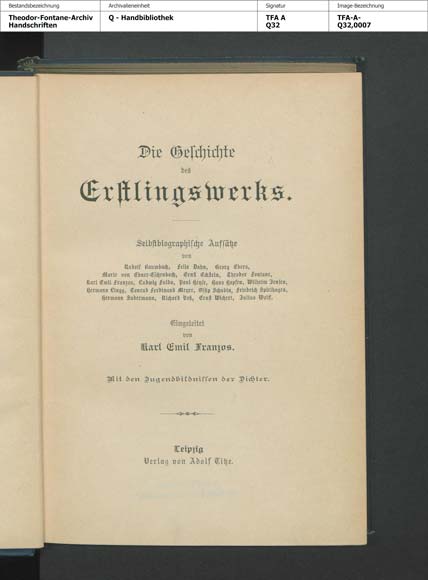 Bestandsbezeichnung Archivalieneinheit Signatur Image-Bezeichnung
Theodor-Fontane-Archiv Q - Handbibliothek TFA A TFA-A-
Handschriften Q32 Q32,0007
Die Geschichte
des
Erstlingswerks.
Selbstbiographische Aufsätze
von
Rudolf Baumbach, Felix Dahn, Georg Ebers,
Marie von Ebner-Eschenbach, Ernst Eckstein, Theodor Fontane,
Karl Emil Franzos, Ludwig Fulda, Paul Heyse, Hans Hopfen, Wilhelm Jensen,
Hermann Lingg, Conrad Ferdinand Meyer, Ossip Schubin, Friedrich Spielhagen,
Hermann Sudermann, Richard Voß, Ernst Wichert, Julius Wolff.
Eingeleitet
von
Karl Emil Franzos.
Mit den Jugendbildnissen der Dichter.
Leipzig
Verlag von Adolf Titze.